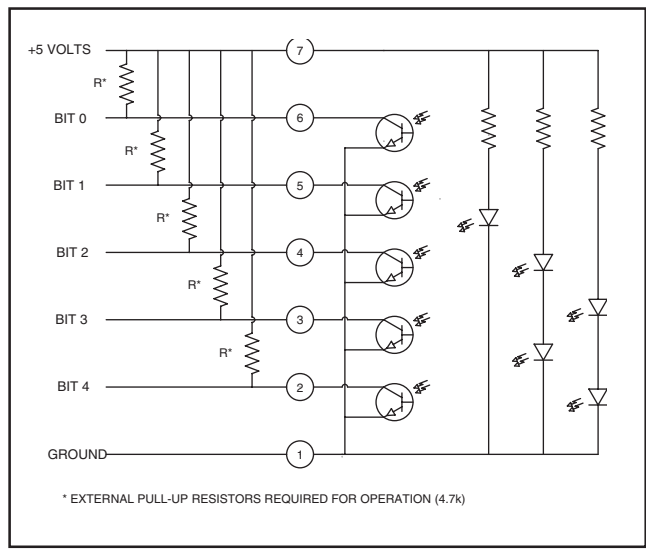 +5 VOLTS 7
R*
BIT 0 6
R*
BIT 1 5
R*
BIT 2 4
R*
BIT 3 3
R*
BIT 4 2
GROUND 1
* EXTERNAL PULL-UP RESISTORS REQUIRED FOR OPERATION (4.7k)